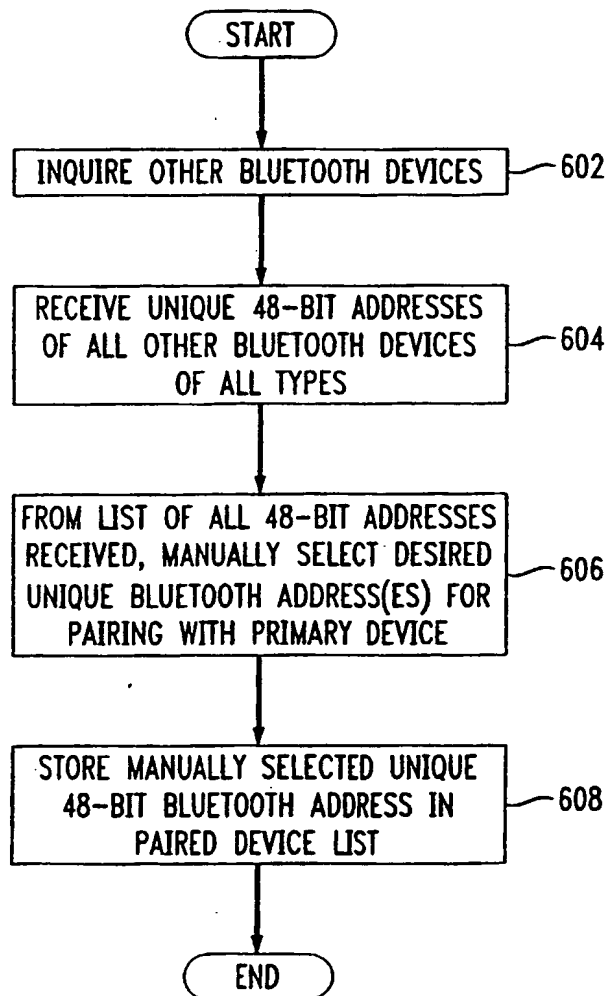 START
INQUIRE OTHER BLUETOOTH DEVICES
602
RECEIVE UNIQUE 48-BIT ADDRESSES
OF ALL OTHER BLUETOOTH DEVICES
OF ALL TYPES
604
FROM LIST OF ALL 48-BIT ADDRESSES
RECEIVED, MANUALLY SELECT DESIRED
UNIQUE BLUETOOTH ADDRESS(ES) FOR
PAIRING WITH PRIMARY DEVICE
606
STORE MANUALLY SELECTED UNIQUE
48-BIT BLUETOOTH ADDRESS IN
PAIRED DEVICE LIST
608
END